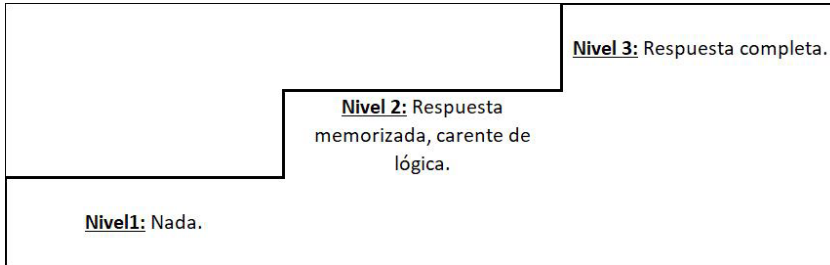 Nivel 3: Respuesta completa.
Nivel 2: Respuesta
memorizada, carente de
lógica.
Nivel1: Nada.